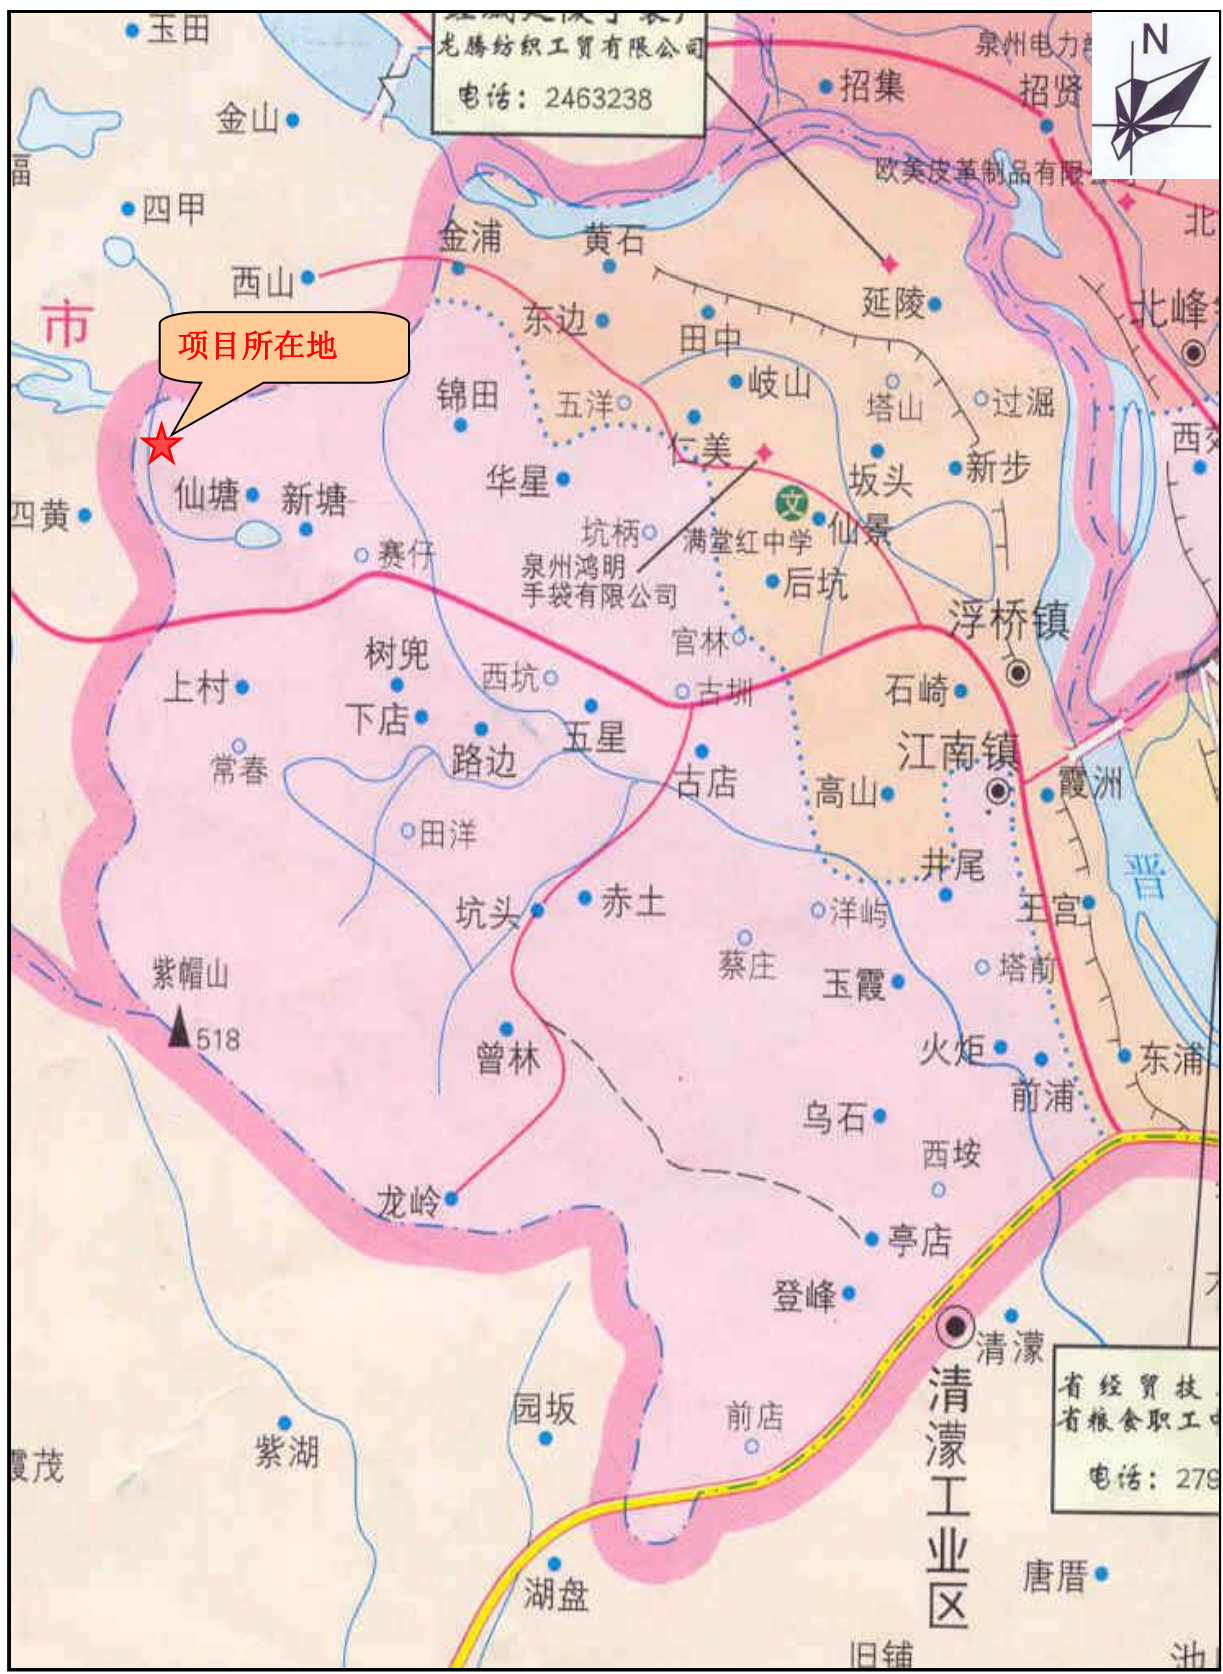 玉田
龙腾纺织工贸有限公司
电话：2463238
泉州电力
招集
招贤
N
金山
福
欧美皮革制品有限
四甲
北
金浦
黄石
西山
延陵
北峰
市
东边
田中
项目所在地
锦田
五洋
岐山
塔山
过溜
仁美
西
仙塘
新塘
华星
坂头
新步
四黄
文
仙景
坑柄
满堂红中学
赛仔
泉州鸿明
手袋有限公司
后坑
浮桥镇
官林
树兜
上村
西坑
古圳
石崎
下店
五星
路边
江南镇
常春
古店
高山
霞洲
田洋
井尾
晋
坑头
赤土
洋屿
王宫
蔡庄
塔前
紫帽山
玉霞
518
曾林
火炬
东浦
前浦
乌石
西垵
龙岭
亭店
登峰
清濛
省经贸技
省粮食职工
电话：279
清濛工业区
园坂
前店
紫湖
霞茂
湖盘
唐厝
旧铺
池